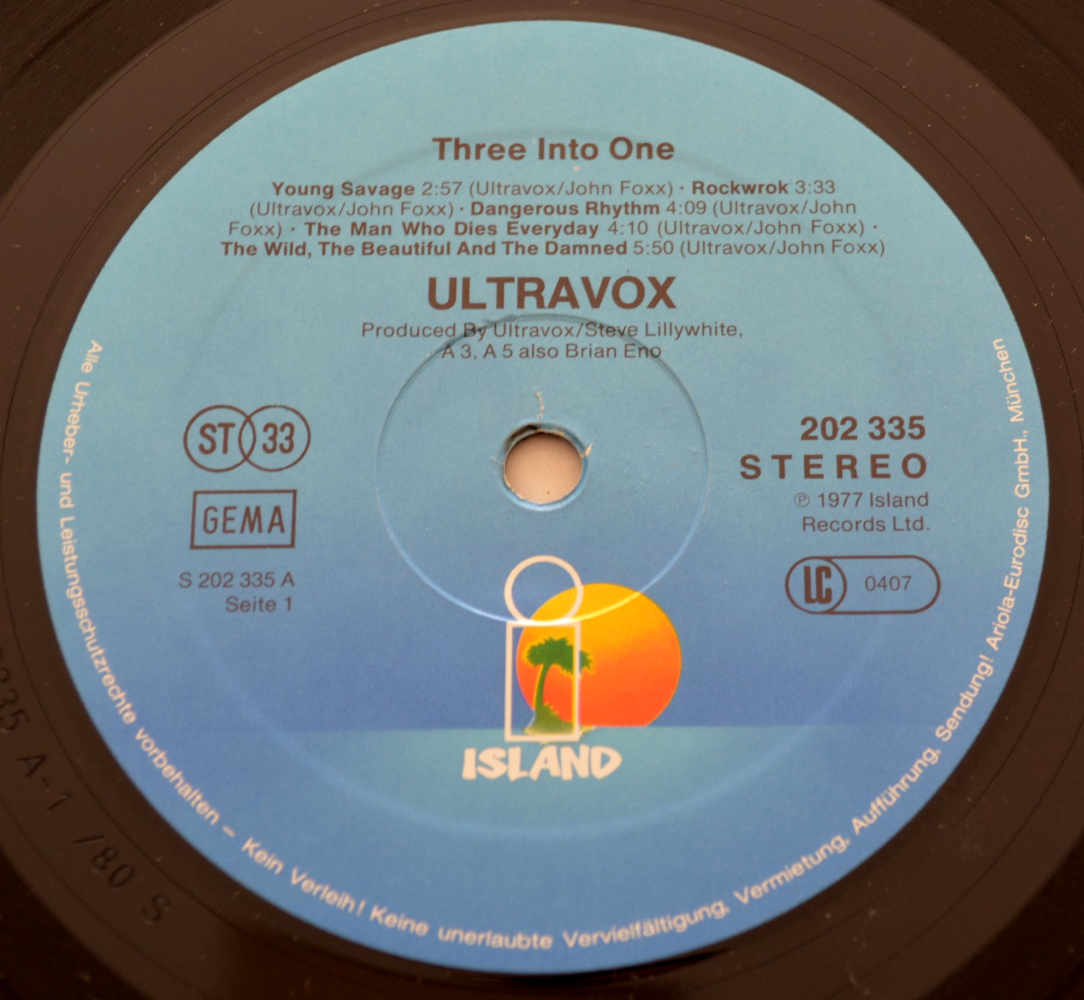 Three Into One
Young Savage 2:57 (Ultravox/John Foxx) · Rockwrok 3:33
(Ultravox/John Foxx) · Dangerous Rhythm 4:09 (Ultravox/John
Foxx) · The Man Who Dies Everyday 4:10 (Ultravox/John Foxx) ·
The Wild, The Beautiful And The Damned 5:50 (Ultravox/John Foxx)
ULTRAVOX
Produced By Ultravox/Steve Lillywhite,
A 3, A 5 also Brian Eno
ST 33
GEMA
S 202 335 A
Seite 1
202 335
STEREO
℗ 1977 Island
Records Ltd.
LC 0407
ISLAND
Alle Urheber- und Leistungsschutzrechte vorbehalten – Kein Verleih! Keine unerlaubte Vervielfältigung, Vermietung, Aufführung, Sendung! Ariola-Eurodisc GmbH., München
335 A-1 /80 S